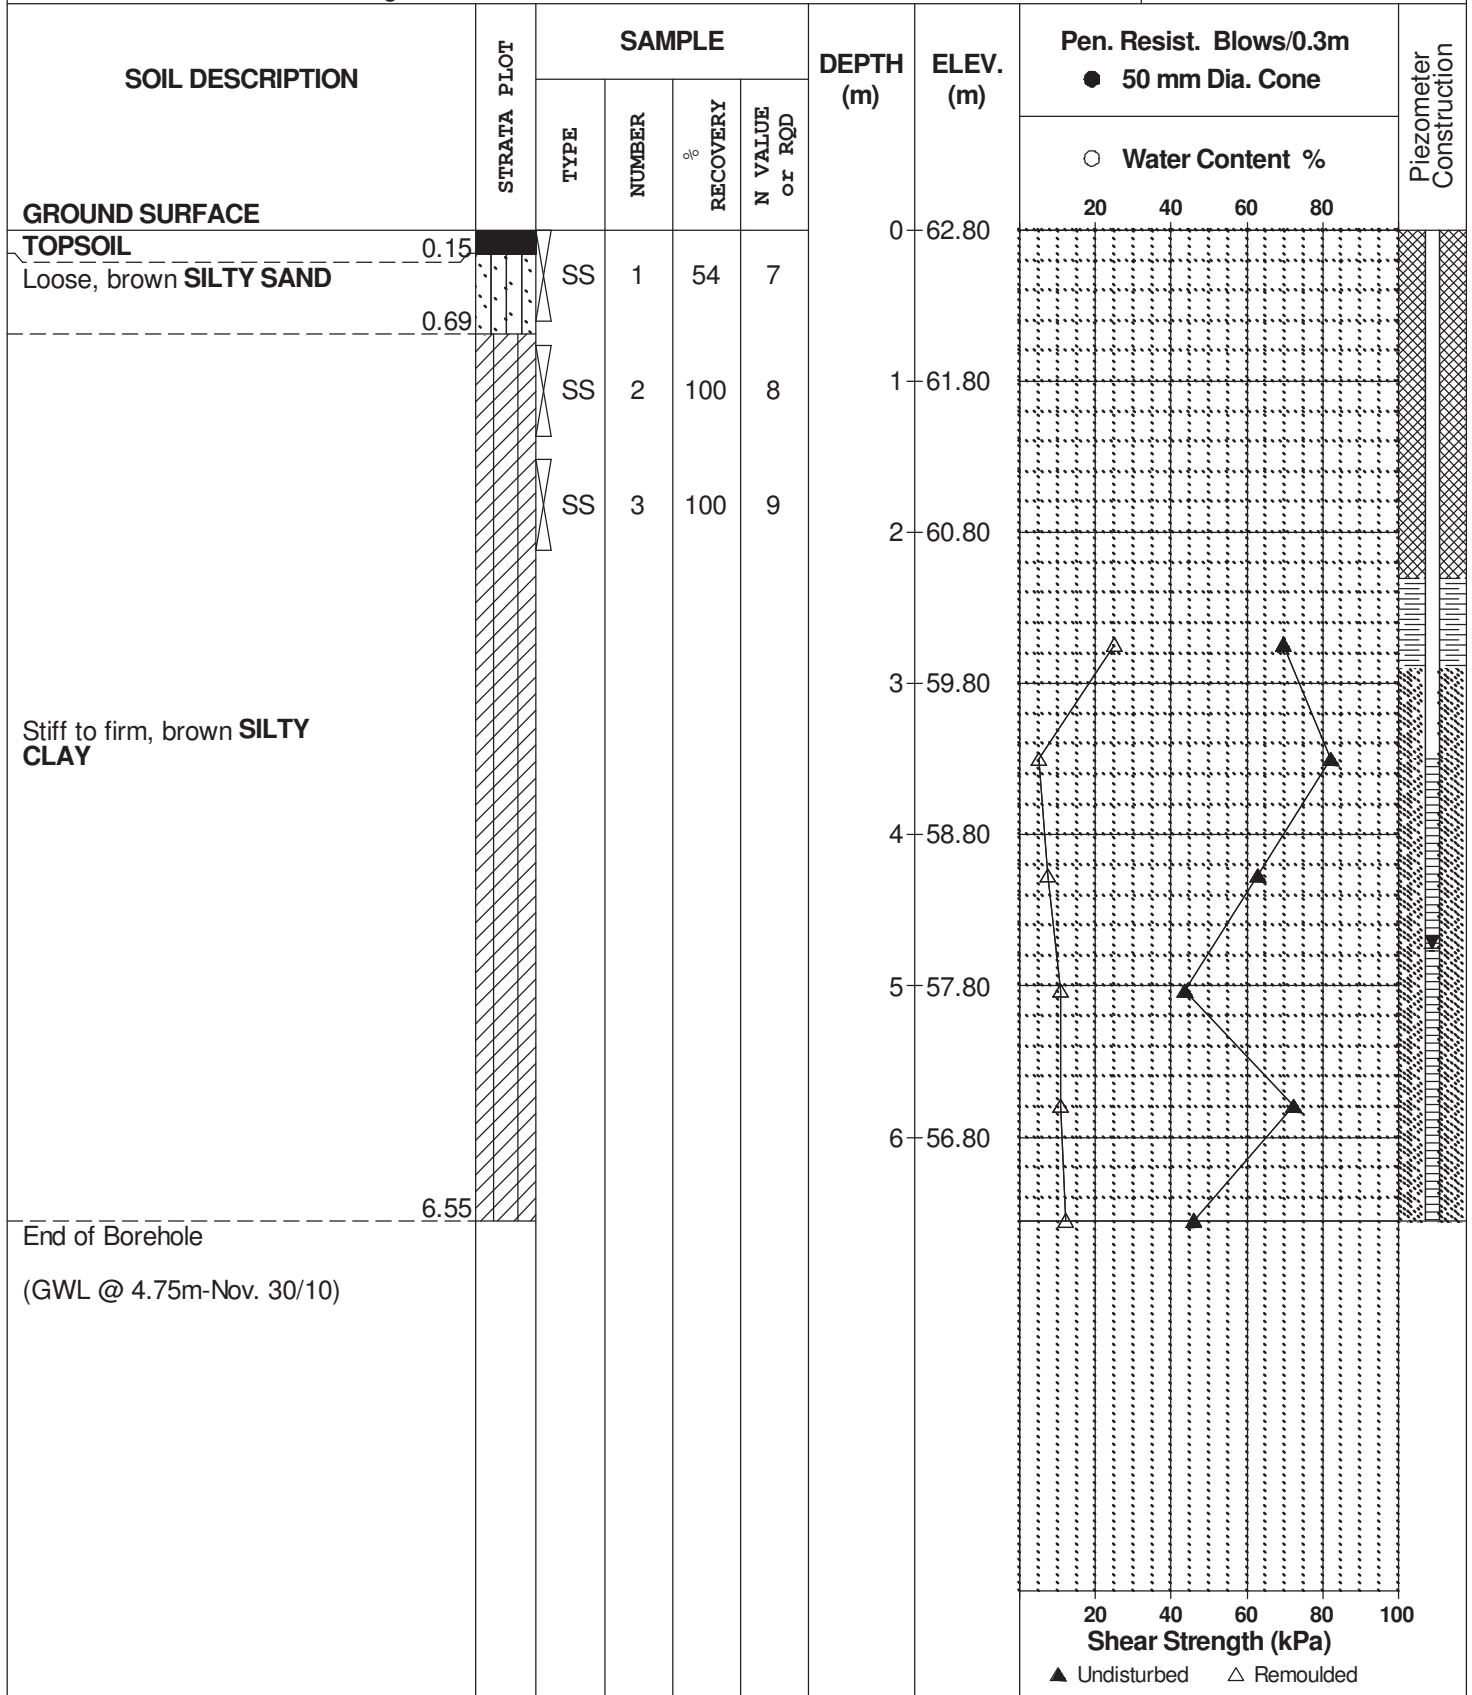 SOIL DESCRIPTION
STRATA PLOT
SAMPLE
TYPE
NUMBER
% RECOVERY
N VALUE or RQD
DEPTH (m)
ELEV. (m)
Pen. Resist. Blows/0.3m
● 50 mm Dia. Cone
○ Water Content %
20 40 60 80
Piezometer Construction
GROUND SURFACE
0 62.80
TOPSOIL 0.15
Loose, brown SILTY SAND
SS 1 54 7
0.69
SS 2 100 8
1 61.80
SS 3 100 9
2 60.80
3 59.80
Stiff to firm, brown SILTY
CLAY
4 58.80
5 57.80
6 56.80
6.55
End of Borehole
(GWL @ 4.75m-Nov. 30/10)
20 40 60 80 100
Shear Strength (kPa)
▲ Undisturbed △ Remoulded